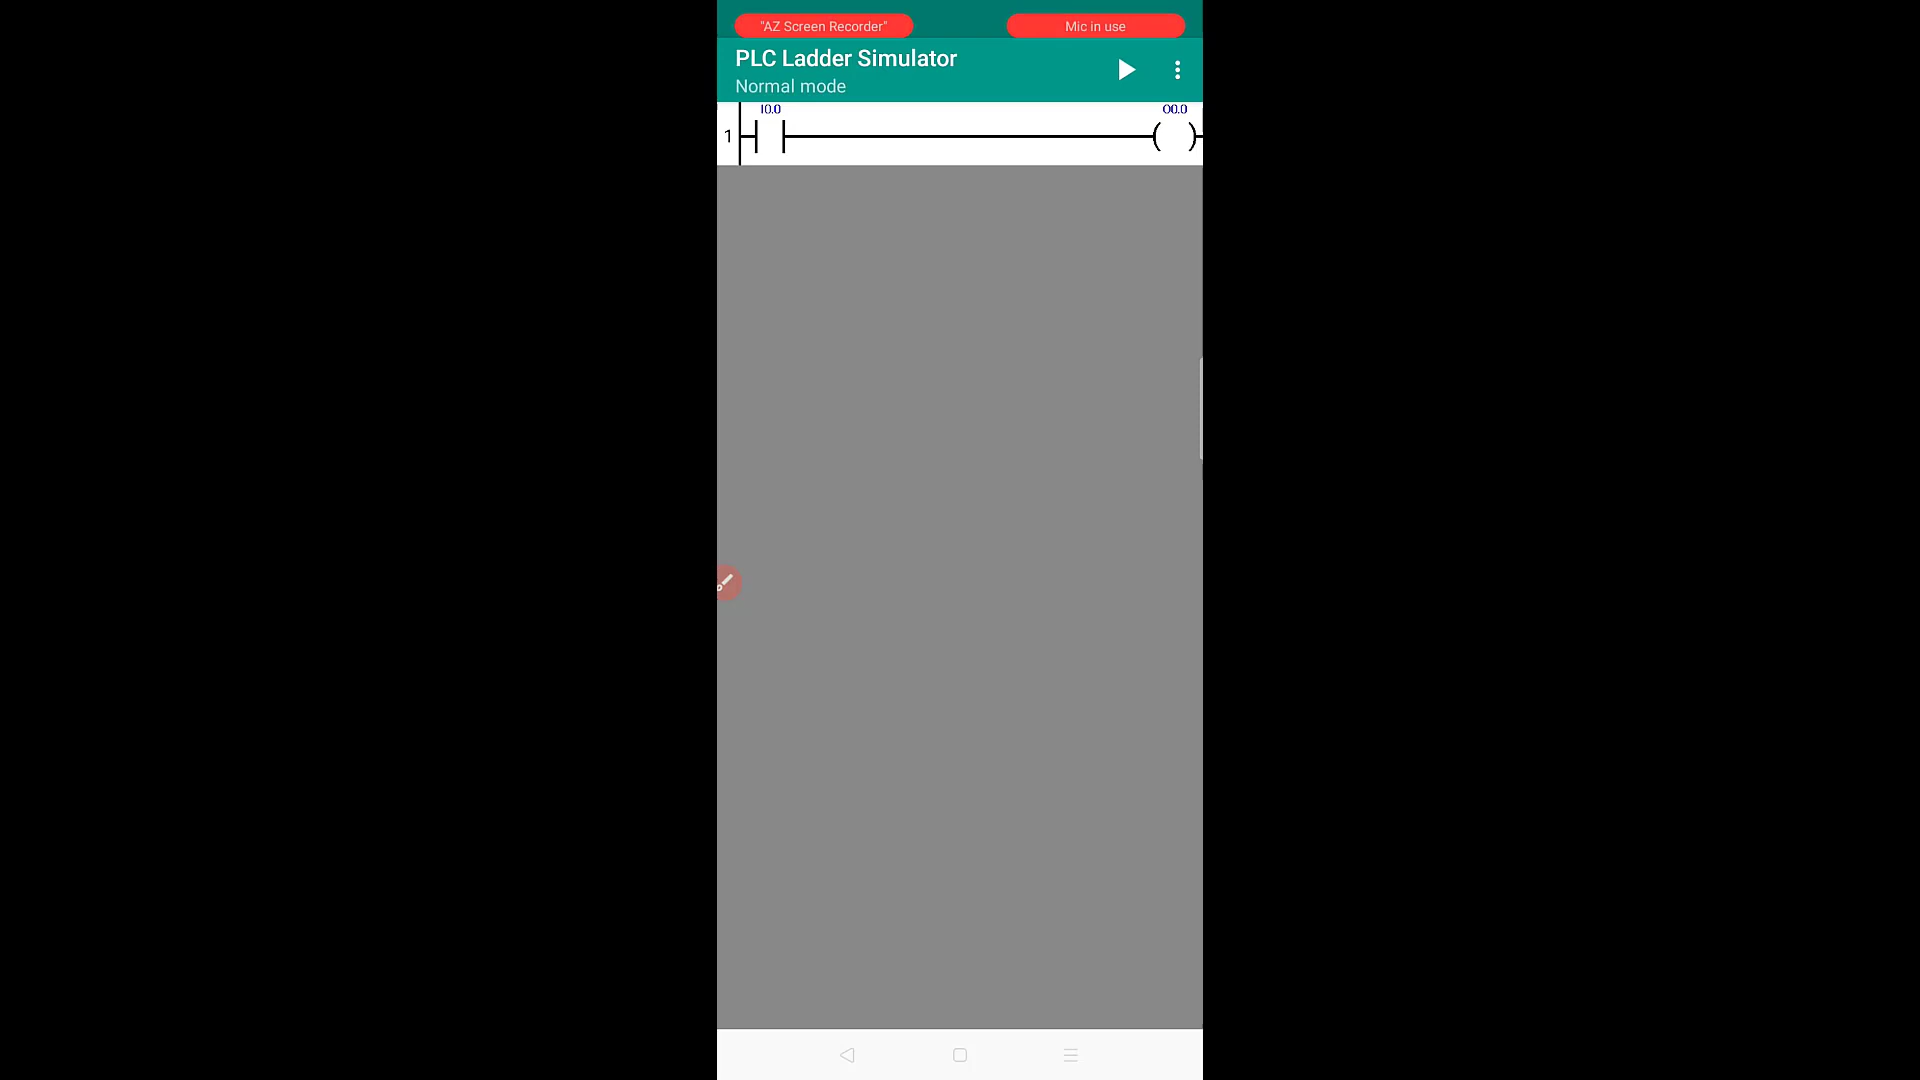 "AZ Screen Recorder"
Mic in use
PLC Ladder Simulator
Normal mode
I0.0
O0.0
1